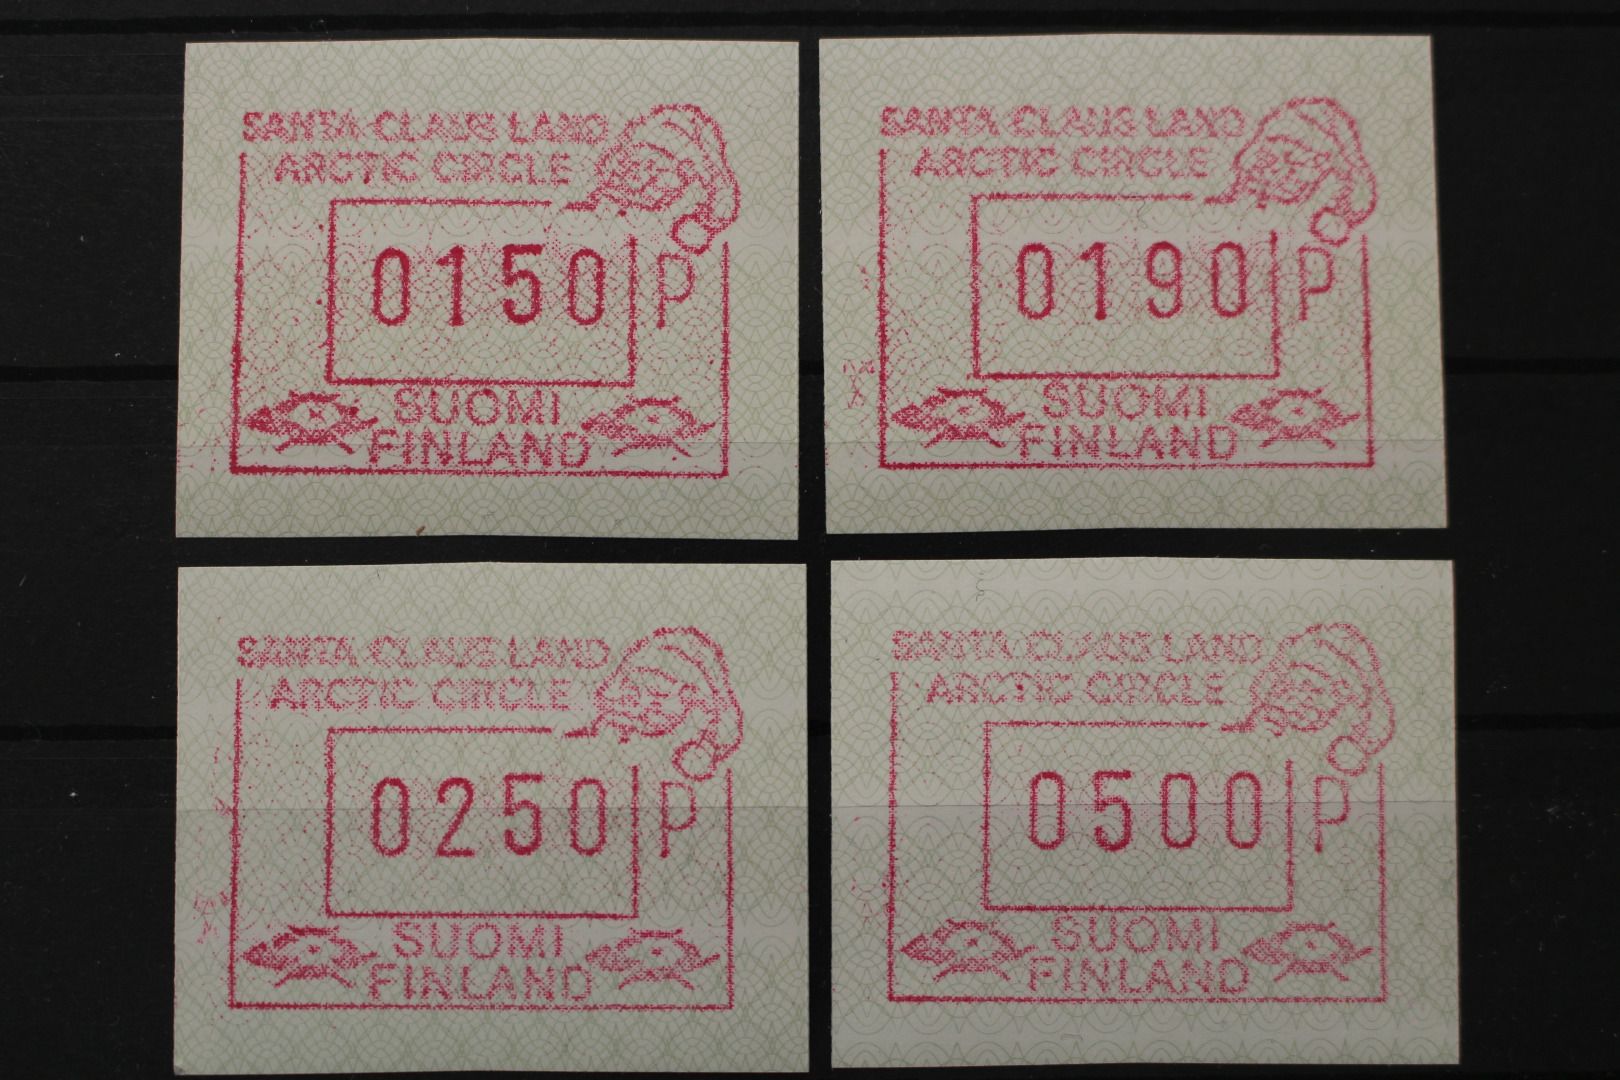 SANTA CLAUS LAND
ARCTIC CIRCLE
0150 P
SUOMI
FINLAND
SANTA CLAUS LAND
ARCTIC CIRCLE
0190 P
SUOMI
FINLAND
SANTA CLAUS LAND
ARCTIC CIRCLE
0250 P
SUOMI
FINLAND
SANTA CLAUS LAND
ARCTIC CIRCLE
0500 P
SUOMI
FINLAND